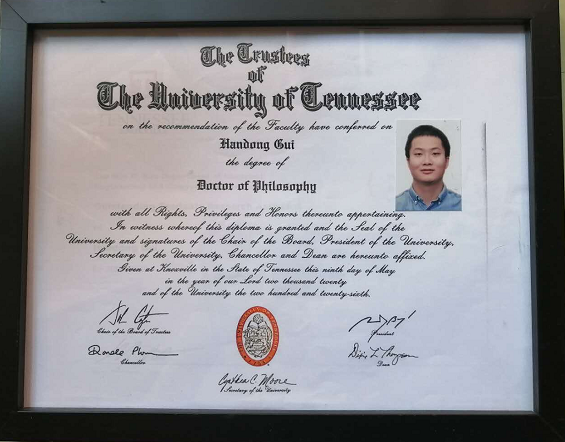 The Trustees
of
The University of Tennessee
on the recommendation of the Faculty have conferred on
Handong Gui
the degree of
Doctor of Philosophy
with all Rights, Privileges and Honors thereunto appertaining.
In witness whereof this diploma is granted and the Seal of the
University and signatures of the Chair of the Board, President of the University,
Secretary of the University, Chancellor and Dean are hereunto affixed.
Given at Knoxville in the State of Tennessee this ninth day of May
in the year of our Lord two thousand twenty
and of the University the two hundred and twenty-sixth.
Chair of the Board of Trustees
President
Chancellor
Dean
Cynthia C Moore
Secretary of the University